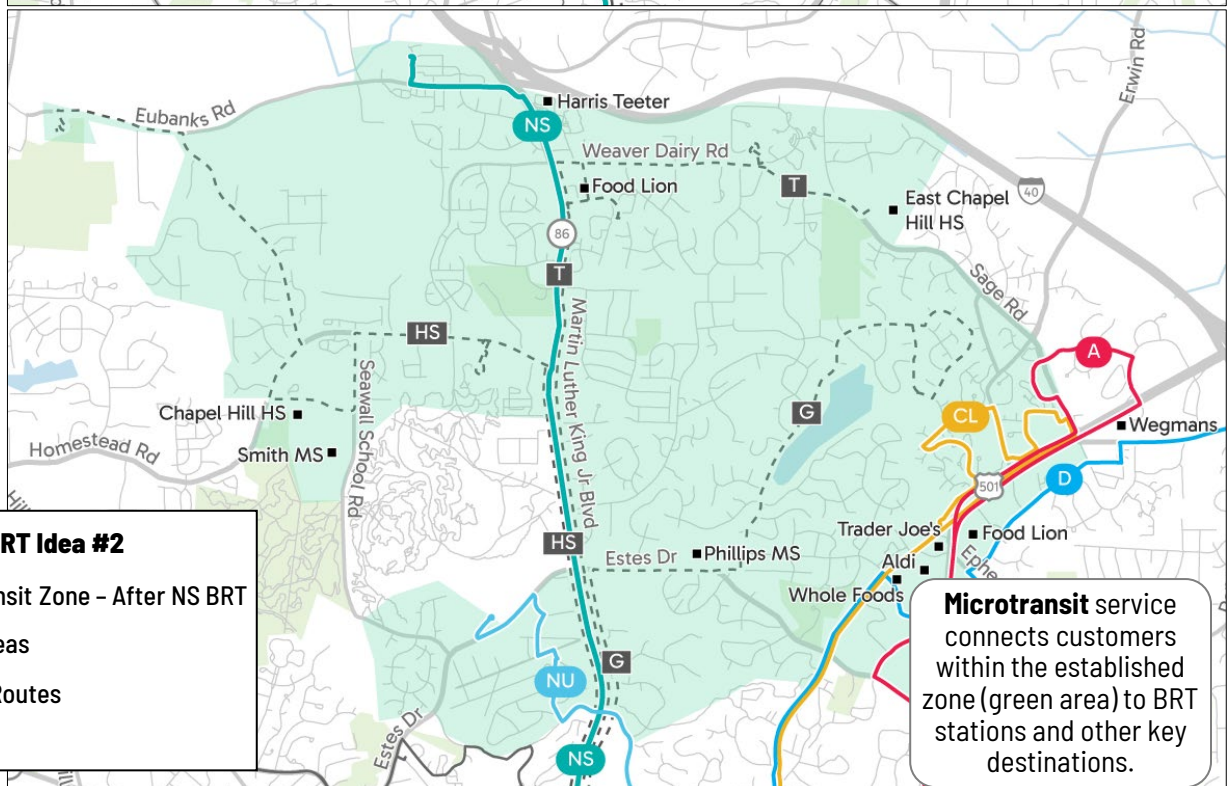 Eubanks Rd
Harris Teeter
NS
Weaver Dairy Rd
Erwin Rd
Food Lion
T
40
East Chapel
Hill HS
86
T
Sage Rd
Martin Luther King Jr Blvd
HS
A
Seawall School Rd
G
CL
Chapel Hill HS
Wegmans
Homestead Rd
Smith MS
501
D
Trader Joe's
Food Lion
HS
Estes Dr
Phillips MS
Aldi
Whole Foods
RT Idea #2
nsit Zone – After NS BRT
eas
Routes
Microtransit service
connects customers
within the established
zone (green area) to BRT
stations and other key
destinations.
G
NU
Estes Dr
NS